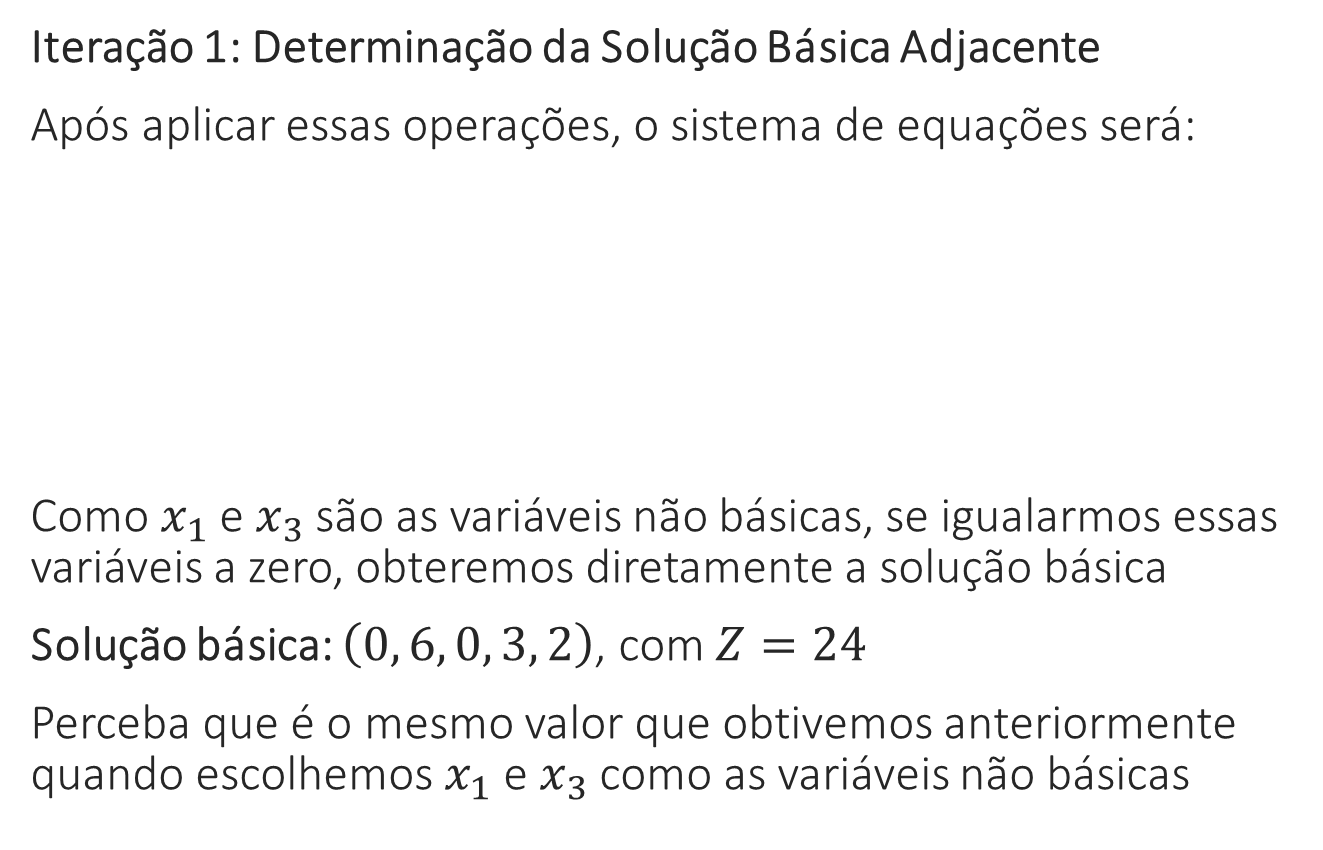 Iteração 1: Determinação da Solução Básica Adjacente
Após aplicar essas operações, o sistema de equações será:
Como x₁ e x₃ são as variáveis não básicas, se igualarmos essas
variáveis a zero, obteremos diretamente a solução básica
Solução básica: (0, 6, 0, 3, 2), com Z = 24
Perceba que é o mesmo valor que obtivemos anteriormente
quando escolhemos x₁ e x₃ como as variáveis não básicas